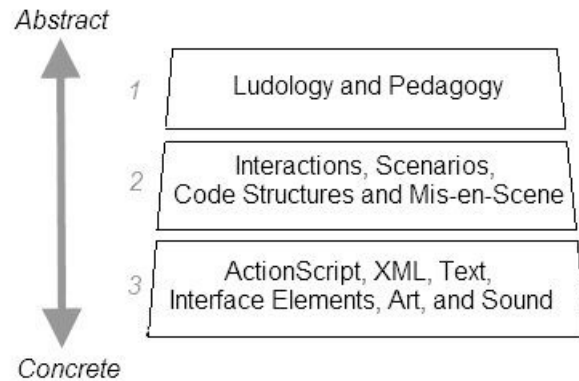 Abstract
1
Ludology and Pedagogy
2
Interactions, Scenarios,
Code Structures and Mis-en-Scene
3
ActionScript, XML, Text,
Interface Elements, Art, and Sound
Concrete